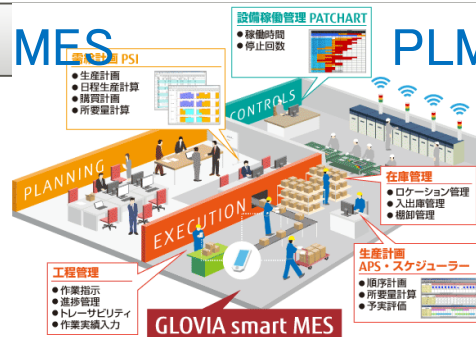 MES
PLM
設備稼働管理 PATCHART
● 稼働時間
● 停止回数
PSI
● 生産計画
● 日程生産計算
● 購買計画
● 所要量計算
CONTROLS
PLANNING
EXECUTION
在庫管理
● ロケーション管理
● 入出庫管理
● 棚卸管理
生産計画
APS・スケジューラー
● 順序計画
● 所要量計算
● 予実評価
工程管理
● 作業指示
● 進捗管理
● トレーサビリティ
● 作業実績入力
GLOVIA smart MES